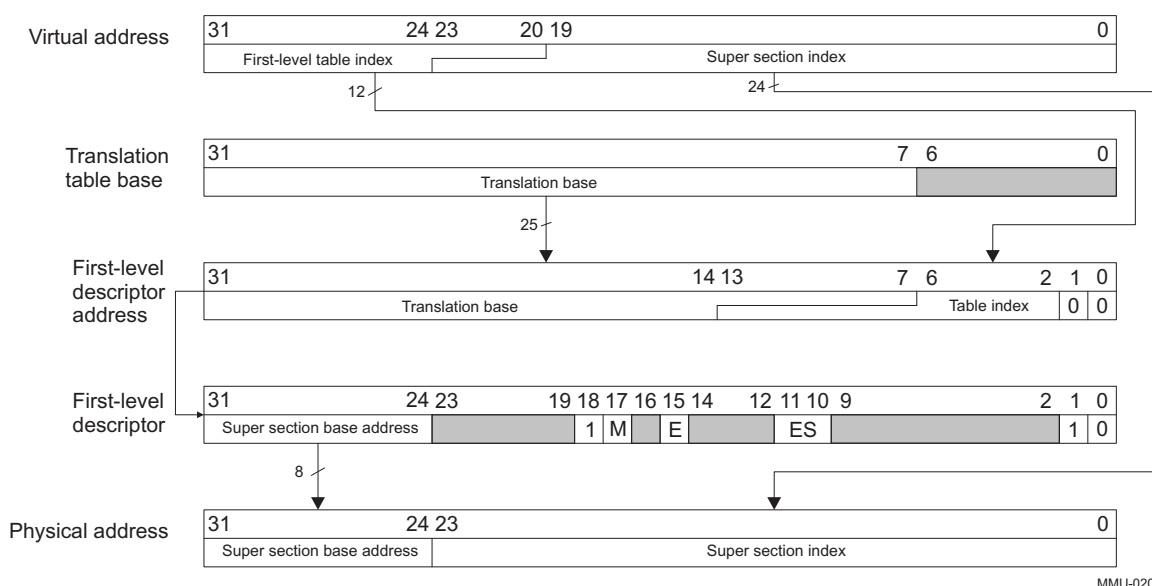 31 24 23 20 19 0
Virtual address
First-level table index Super section index
12 24
31 7 6 0
Translation
table base
Translation base
25
First-level
descriptor
address
31 14 13 7 6 2 1 0
Translation base Table index 0 0
First-level
descriptor
31 24 23 19 18 17 16 15 14 12 11 10 9 2 1 0
Super section base address 1 M E ES 1 0
8
31 24 23 0
Physical address
Super section base address Super section index
MMU-020